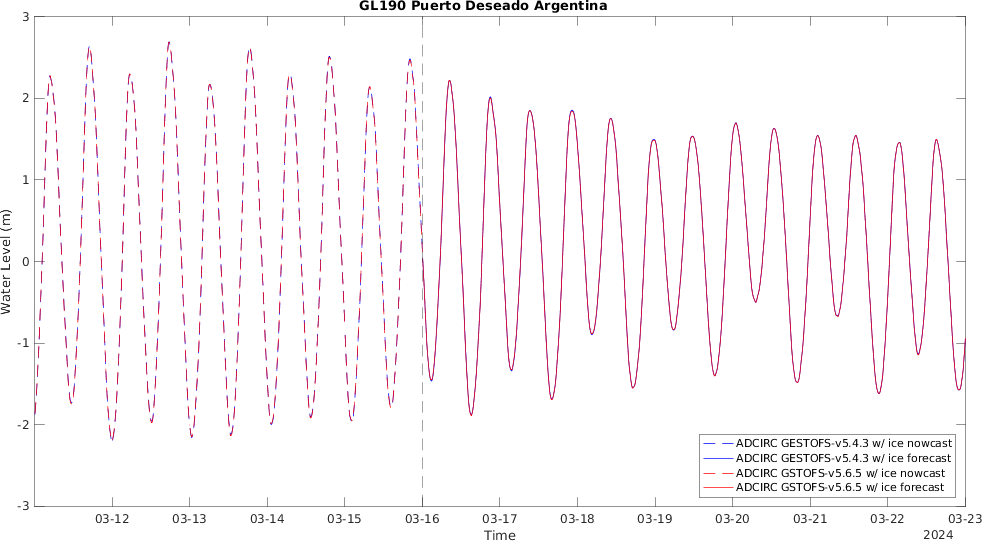 GL190 Puerto Deseado Argentina
3
2
1
0
-1
-2
-3
Water Level (m)
ADCIRC GESTOFS-v5.4.3 w/ ice nowcast
ADCIRC GESTOFS-v5.4.3 w/ ice forecast
ADCIRC GSTOFS-v5.6.5 w/ ice nowcast
ADCIRC GSTOFS-v5.6.5 w/ ice forecast
03-12 03-13 03-14 03-15 03-16 03-17 03-18 03-19 03-20 03-21 03-22 03-23
Time 2024